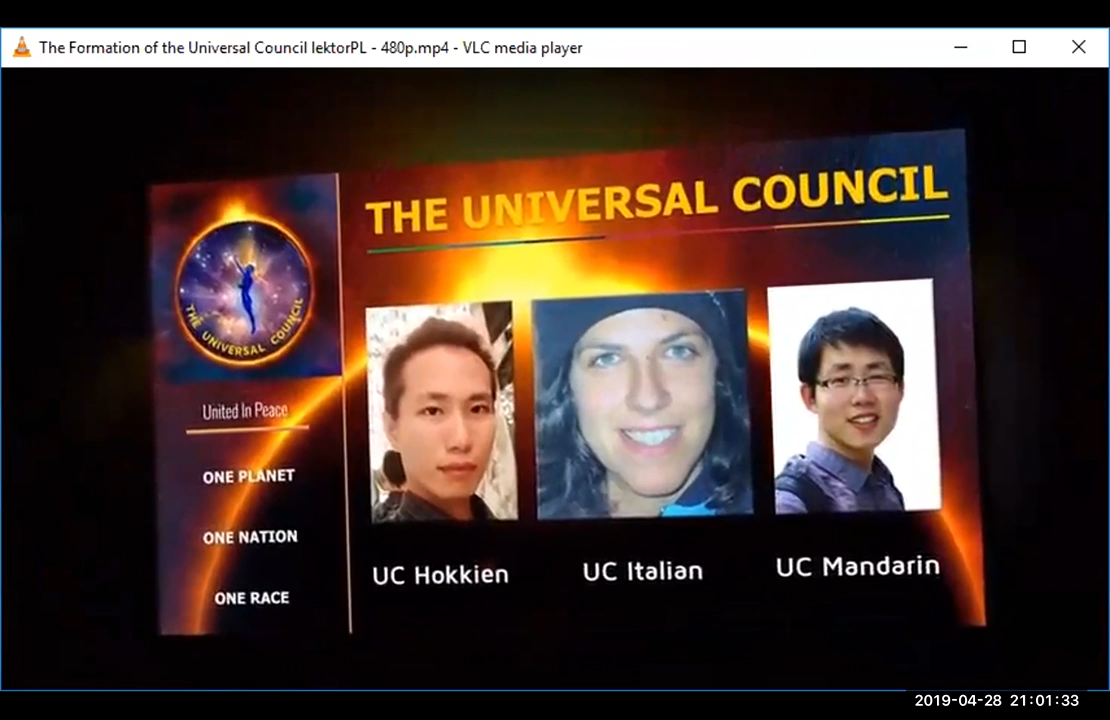 The Formation of the Universal Council lektorPL - 480p.mp4 - VLC media player
THE UNIVERSAL COUNCIL
THE UNIVERSAL COUNCIL
United In Peace
ONE PLANET
ONE NATION
ONE RACE
UC Hokkien
UC Italian
UC Mandarin
2019-04-28 21:01:33